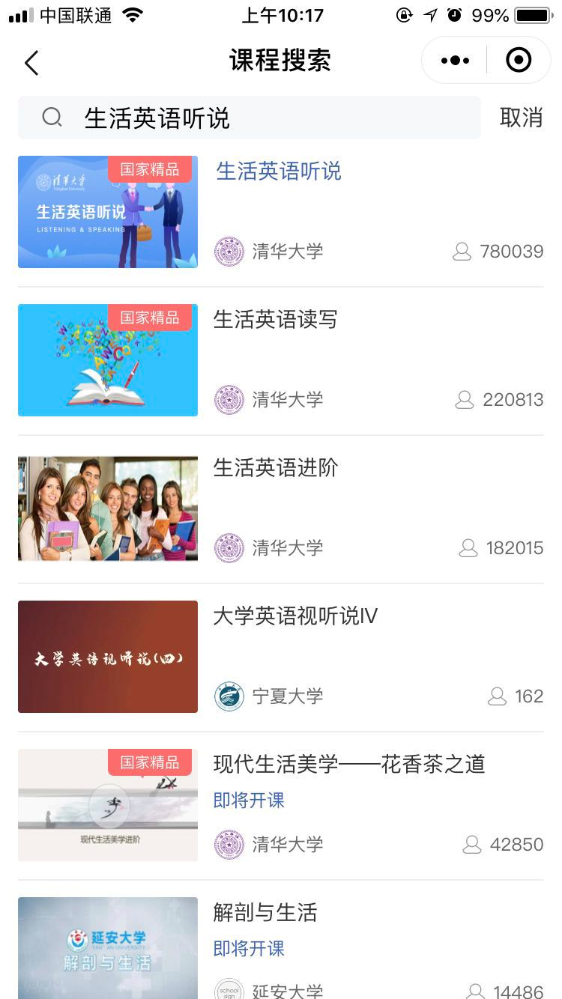 中国联通
上午10:17
99%
课程搜索
生活英语听说
取消
国家精品
清华大学
Tsinghua University
生活英语听说
LISTENING & SPEAKING
生活英语听说
清华大学
780039
国家精品
生活英语读写
清华大学
220813
生活英语进阶
清华大学
182015
大学英语视听说(四)
大学英语视听说IV
宁夏大学
162
国家精品
现代生活美学进阶
现代生活美学——花香茶之道
即将开课
清华大学
42850
延安大学
YAN'AN UNIVERSITY
解剖与生活
解剖与生活
即将开课
school
sign
延安大学
14486